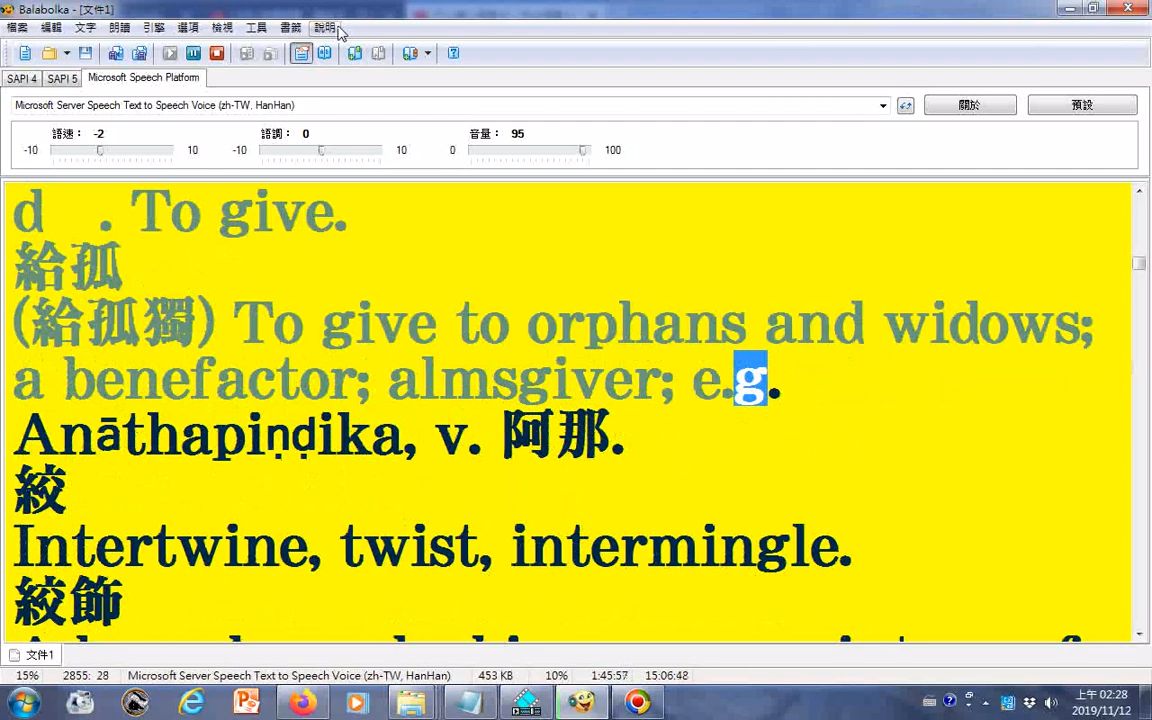 Balabolka - [文件1]
檔案 編輯 文字 朗讀 引擎 選項 檢視 工具 書籤 說明
SAPI 4 SAPI 5 Microsoft Speech Platform
Microsoft Server Speech Text to Speech Voice (zh-TW, HanHan) 關於 預設
語速： -2 語調： 0 音量： 95
-10 10 -10 10 0 100
d . To give.
給孤
(給孤獨) To give to orphans and widows;
a benefactor; almsgiver; e.g.
Anāthapiṇḍika, v. 阿那.
絞
Intertwine, twist, intermingle.
絞飾
文件1
15% 2855: 28 Microsoft Server Speech Text to Speech Voice (zh-TW, HanHan) 453 KB 10% 1:45:57 15:06:48
上午 02:28
2019/11/12